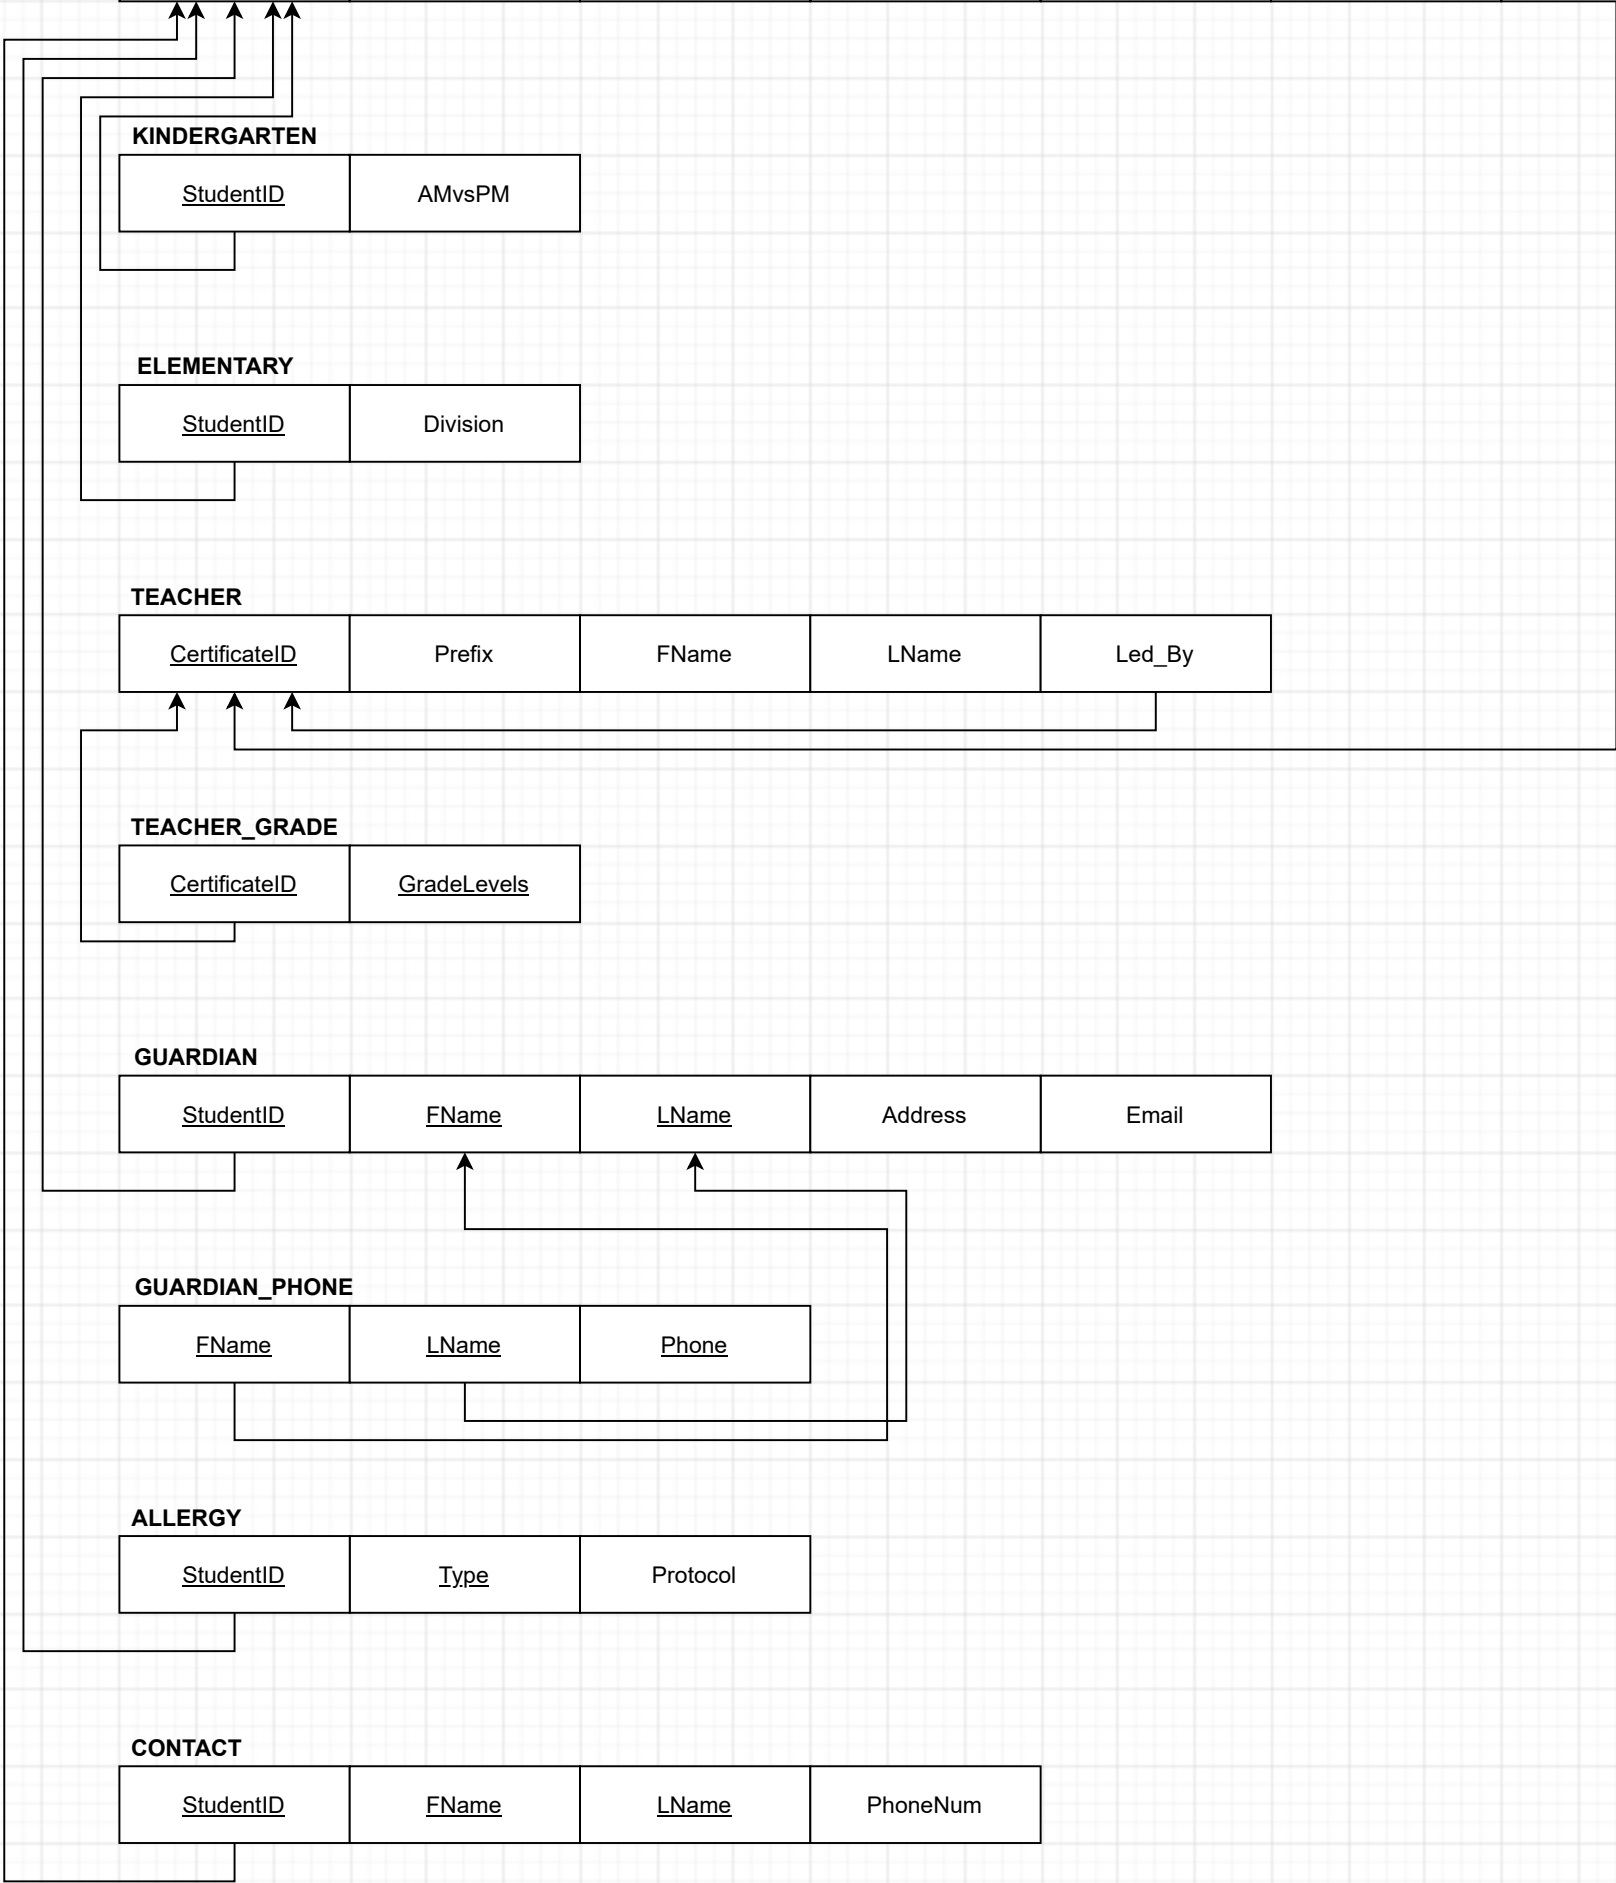 KINDERGARTEN
StudentID AMvsPM
ELEMENTARY
StudentID Division
TEACHER
CertificateID Prefix FName LName Led_By
TEACHER_GRADE
CertificateID GradeLevels
GUARDIAN
StudentID FName LName Address Email
GUARDIAN_PHONE
FName LName Phone
ALLERGY
StudentID Type Protocol
CONTACT
StudentID FName LName PhoneNum